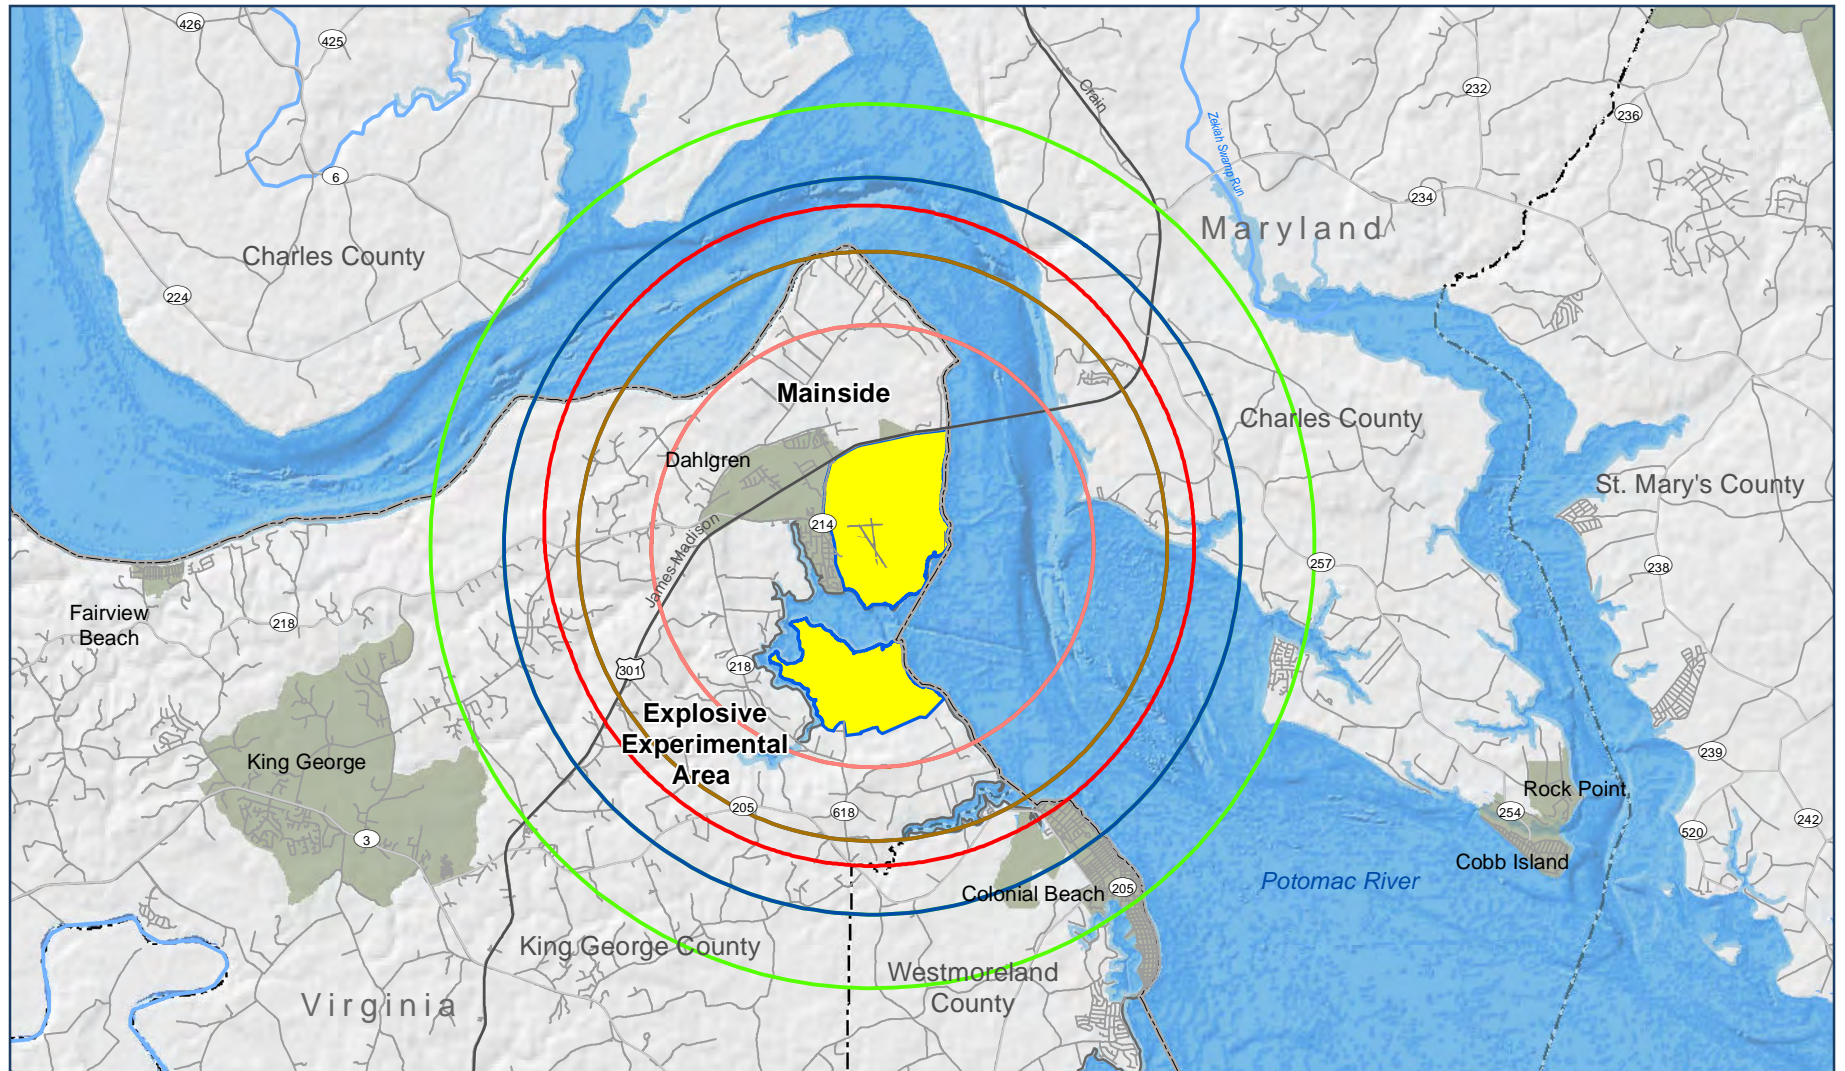 426
425
Crain
232
236
Zekiah Swamp Run
6
234
Maryland
Charles County
224
Mainside
Charles County
Dahlgren
St. Mary's County
214
James Madison
257
238
Fairview
Beach
218
218
301
Explosive
Experimental
Area
King George
239
Rock Point
205
618
254
242
520
3
Cobb Island
Potomac River
Colonial Beach
205
King George County
Westmoreland
County
Virginia